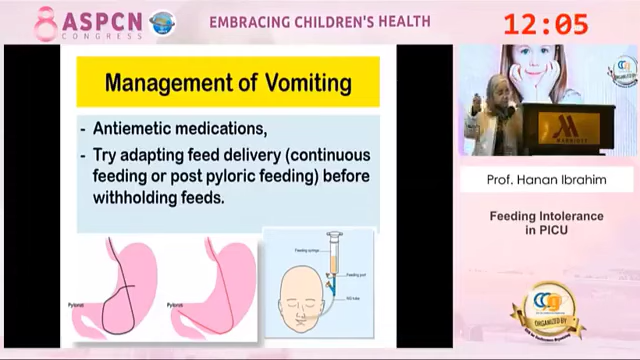 8 ASPCN
CONGRESS
EMBRACING CHILDREN'S HEALTH
12:05
Management of Vomiting
- Antiemetic medications,
- Try adapting feed delivery (continuous
feeding or post pyloric feeding) before
withholding feeds.
Pylorus
Pylorus
Feeding syringe
Feeding port
NG tube
MARRIOTT
Prof. Hanan Ibrahim
Feeding Intolerance
in PICU
ORGANIZED BY